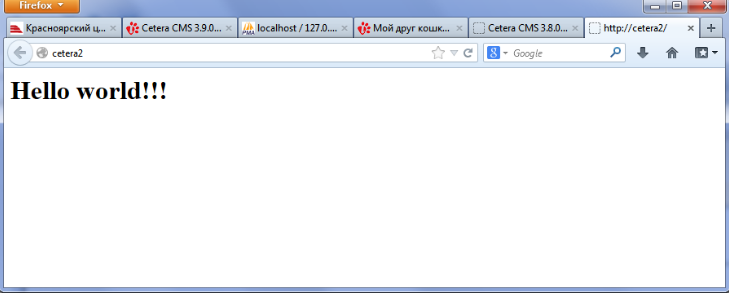 Firefox
Красноярский ц...
Cetera CMS 3.9.0...
localhost / 127.0....
Мой друг кошк...
Cetera CMS 3.8.0...
http://cetera2/
cetera2
Google
Hello world!!!